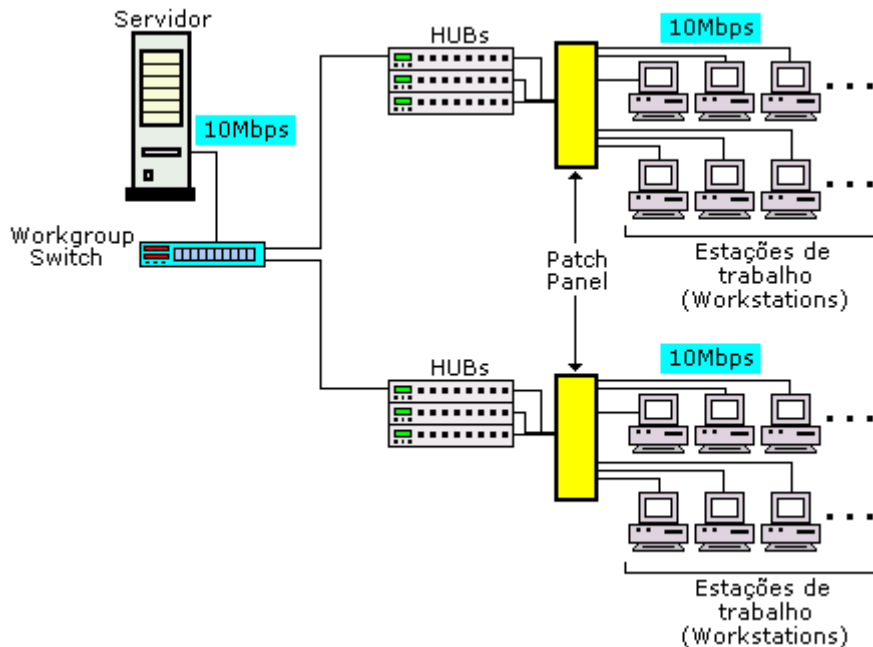 Servidor
HUBs
10Mbps
10Mbps
Workgroup
Switch
Patch
Panel
Estações de
trabalho
(Workstations)
HUBs
10Mbps
Estações de
trabalho
(Workstations)